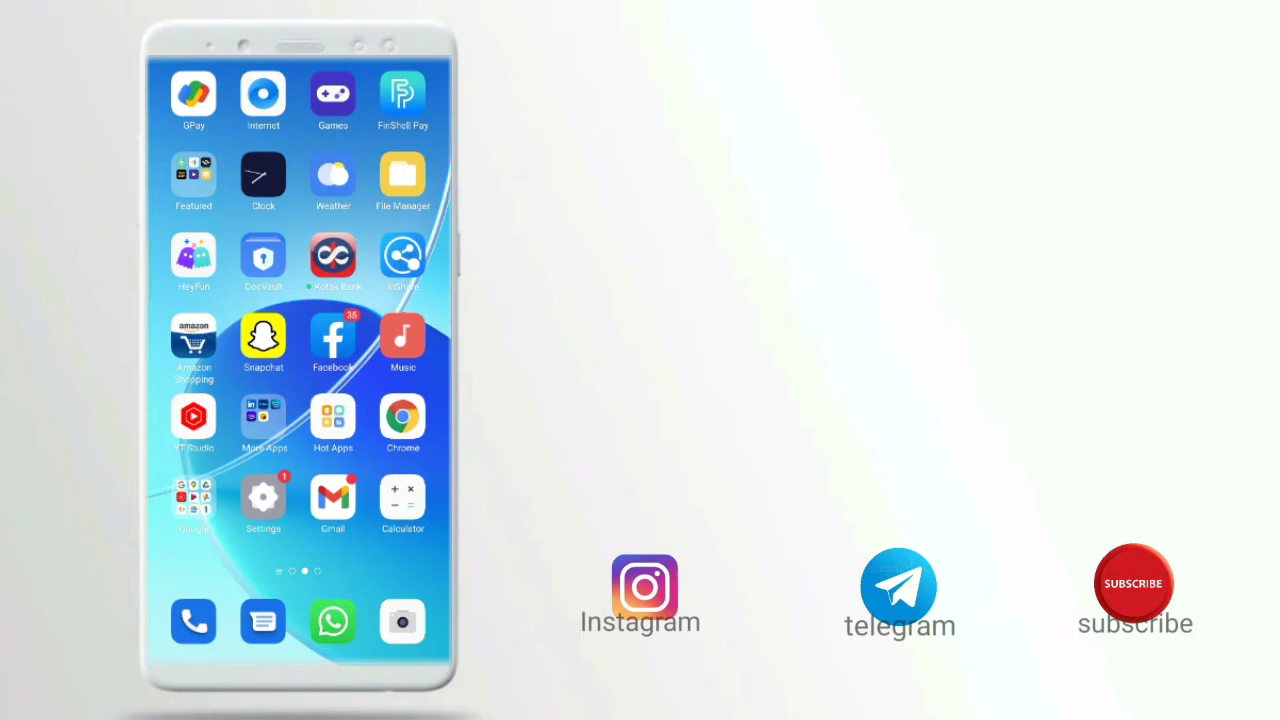 GPay
Internet
Games
FinShell Pay
Featured
Clock
Weather
File Manager
HeyFun
DocVault
Kotak Bank
InShare
amazon
35
Amazon
Shopping
Snapchat
Facebook
Music
YT Studio
More Apps
Hot Apps
Chrome
1
Google
Settings
Gmail
Calculator
Instagram
telegram
SUBSCRIBE
subscribe